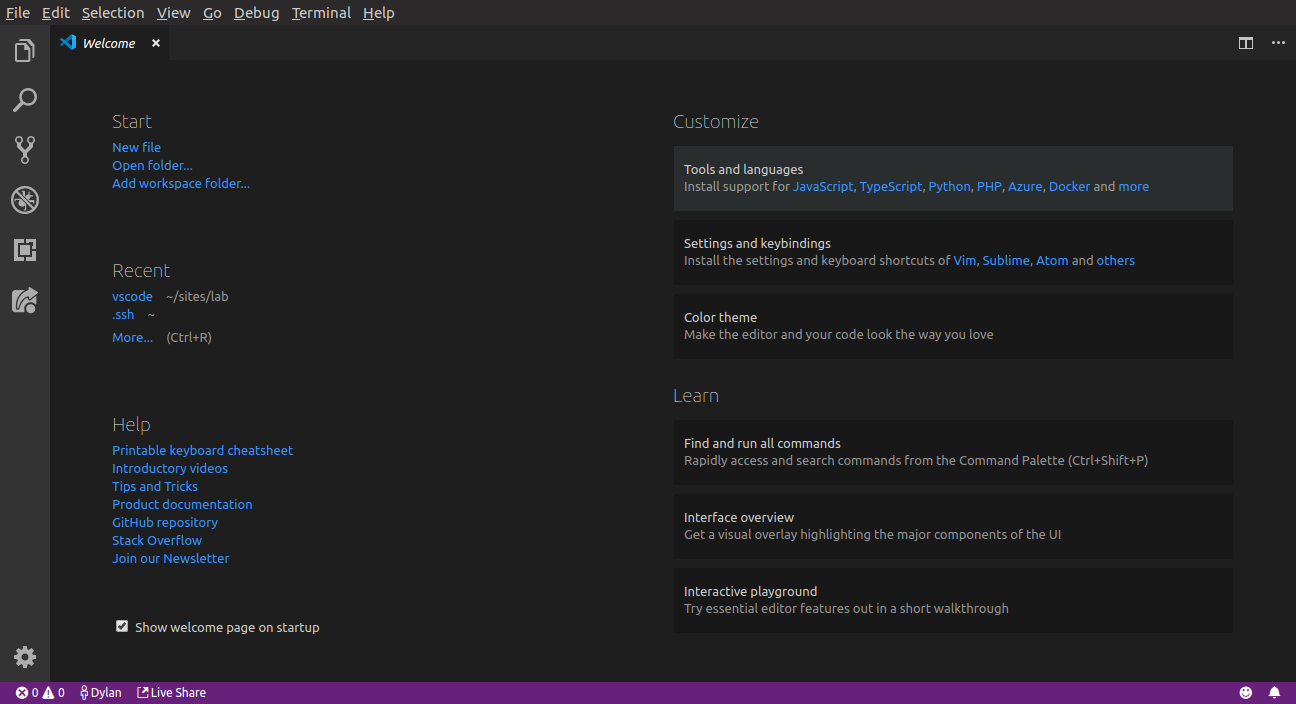 File Edit Selection View Go Debug Terminal Help
Welcome
Start
New file
Open folder...
Add workspace folder...
Recent
vscode ~/sites/lab
.ssh ~
More... (Ctrl+R)
Help
Printable keyboard cheatsheet
Introductory videos
Tips and Tricks
Product documentation
GitHub repository
Stack Overflow
Join our Newsletter
Show welcome page on startup
Customize
Tools and languages
Install support for JavaScript, TypeScript, Python, PHP, Azure, Docker and more
Settings and keybindings
Install the settings and keyboard shortcuts of Vim, Sublime, Atom and others
Color theme
Make the editor and your code look the way you love
Learn
Find and run all commands
Rapidly access and search commands from the Command Palette (Ctrl+Shift+P)
Interface overview
Get a visual overlay highlighting the major components of the UI
Interactive playground
Try essential editor features out in a short walkthrough
0 0 Dylan Live Share